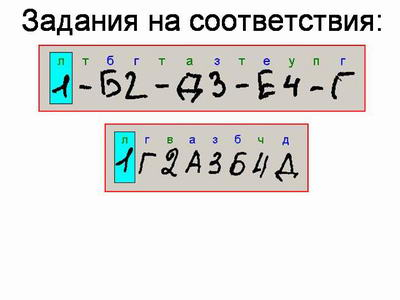 Задания на соответствия:
л т б г т а з т е у п г
1-Б2-Д3-Е4-Г
л г в а з б ч д
1Г2А3Б4Д